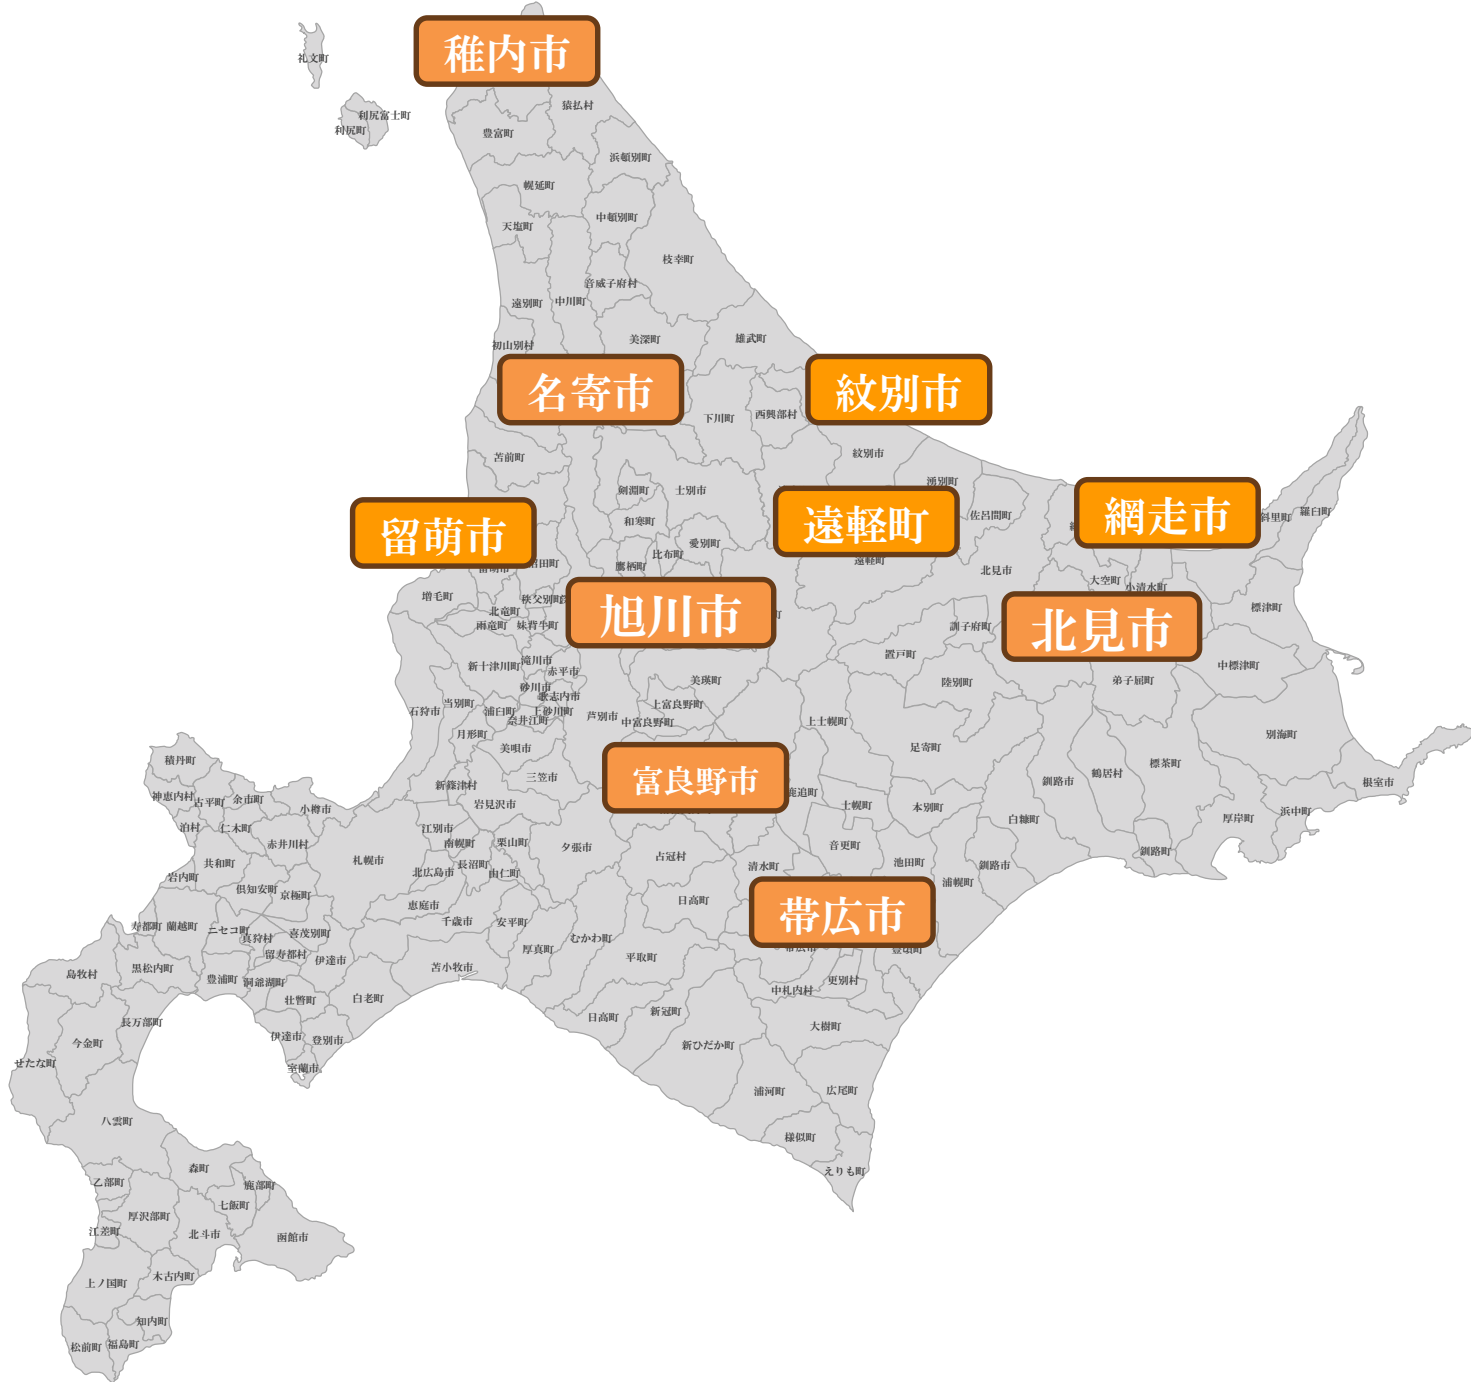 稚内市
礼文町
利尻富士町
利尻町
猿払村
豊富町
浜頓別町
幌延町
中頓別町
天塩町
枝幸町
音威子府村
遠別町
中川町
美深町
雄武町
初山別村
名寄市
紋別市
下川町
西興部村
紋別市
苫前町
湧別町
剣淵町
士別市
留萌市
遠軽町
網走市
斜里町
羅臼町
佐呂間町
和寒町
愛別町
比布町
沼田町
鷹栖町
遠軽町
北見市
大空町
小清水町
留萌市
増毛町
秩父別町
北竜町
旭川市
町
北見市
標津町
雨竜町
妹背牛町
訓子府町
新十津川町
滝川市
赤平市
置戸町
中標津町
美瑛町
陸別町
弟子屈町
砂川市
歌志内市
当別町
石狩市
浦臼町
上砂川町
上富良野町
奈井江町
芦別市
中富良野町
上士幌町
月形町
美唄市
足寄町
別海町
積丹町
富良野市
三笠市
新篠津村
鹿追町
釧路市
鶴居村
標茶町
根室市
神恵内村
古平町
余市町
小樽市
岩見沢市
士幌町
本別町
白糠町
厚岸町
浜中町
泊村
仁木町
赤井川村
江別市
南幌町
栗山町
夕張市
音更町
釧路町
共和町
札幌市
長沼町
占冠村
清水町
池田町
釧路市
岩内町
北広島市
由仁町
浦幌町
倶知安町
京極町
恵庭市
日高町
帯広市
千歳市
安平町
寿都町
蘭越町
ニセコ町
真狩村
喜茂別町
むかわ町
帯広市
豊頃町
留寿都村
伊達市
厚真町
平取町
島牧村
黒松内町
豊浦町
洞爺湖町
苫小牧市
更別村
中札内村
壮瞥町
白老町
新冠町
日高町
大樹町
長万部町
今金町
伊達市
登別市
新ひだか町
せたな町
室蘭市
浦河町
広尾町
八雲町
様似町
えりも町
森町
乙部町
鹿部町
七飯町
厚沢部町
江差町
北斗市
函館市
上ノ国町
木古内町
知内町
松前町
福島町